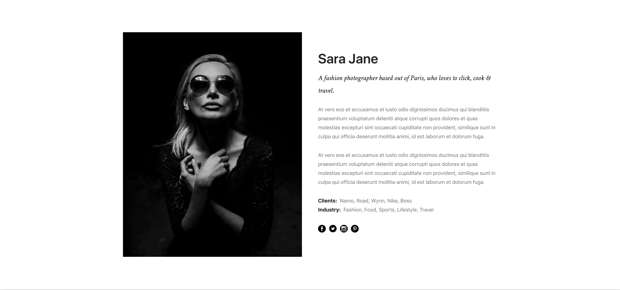 Sara Jane
A fashion photographer based out of Paris, who loves to click, cook &
travel.
At vero eos et accusamus et iusto odio dignissimos ducimus qui blanditiis
praesentium voluptatum deleniti atque corrupti quos dolores et quas
molestias excepturi sint occaecati cupiditate non provident, similique sunt in
culpa qui officia deserunt mollitia animi, id est laborum et dolorum fuga.
At vero eos et accusamus et iusto odio dignissimos ducimus qui blanditiis
praesentium voluptatum deleniti atque corrupti quos dolores et quas
molestias excepturi sint occaecati cupiditate non provident, similique sunt in
culpa qui officia deserunt mollitia animi, id est laborum et dolorum fuga.
Clients: Road, Wynn, Nike, Boss
Industry: Fashion, Food, Sports, Lifestyle, Travel